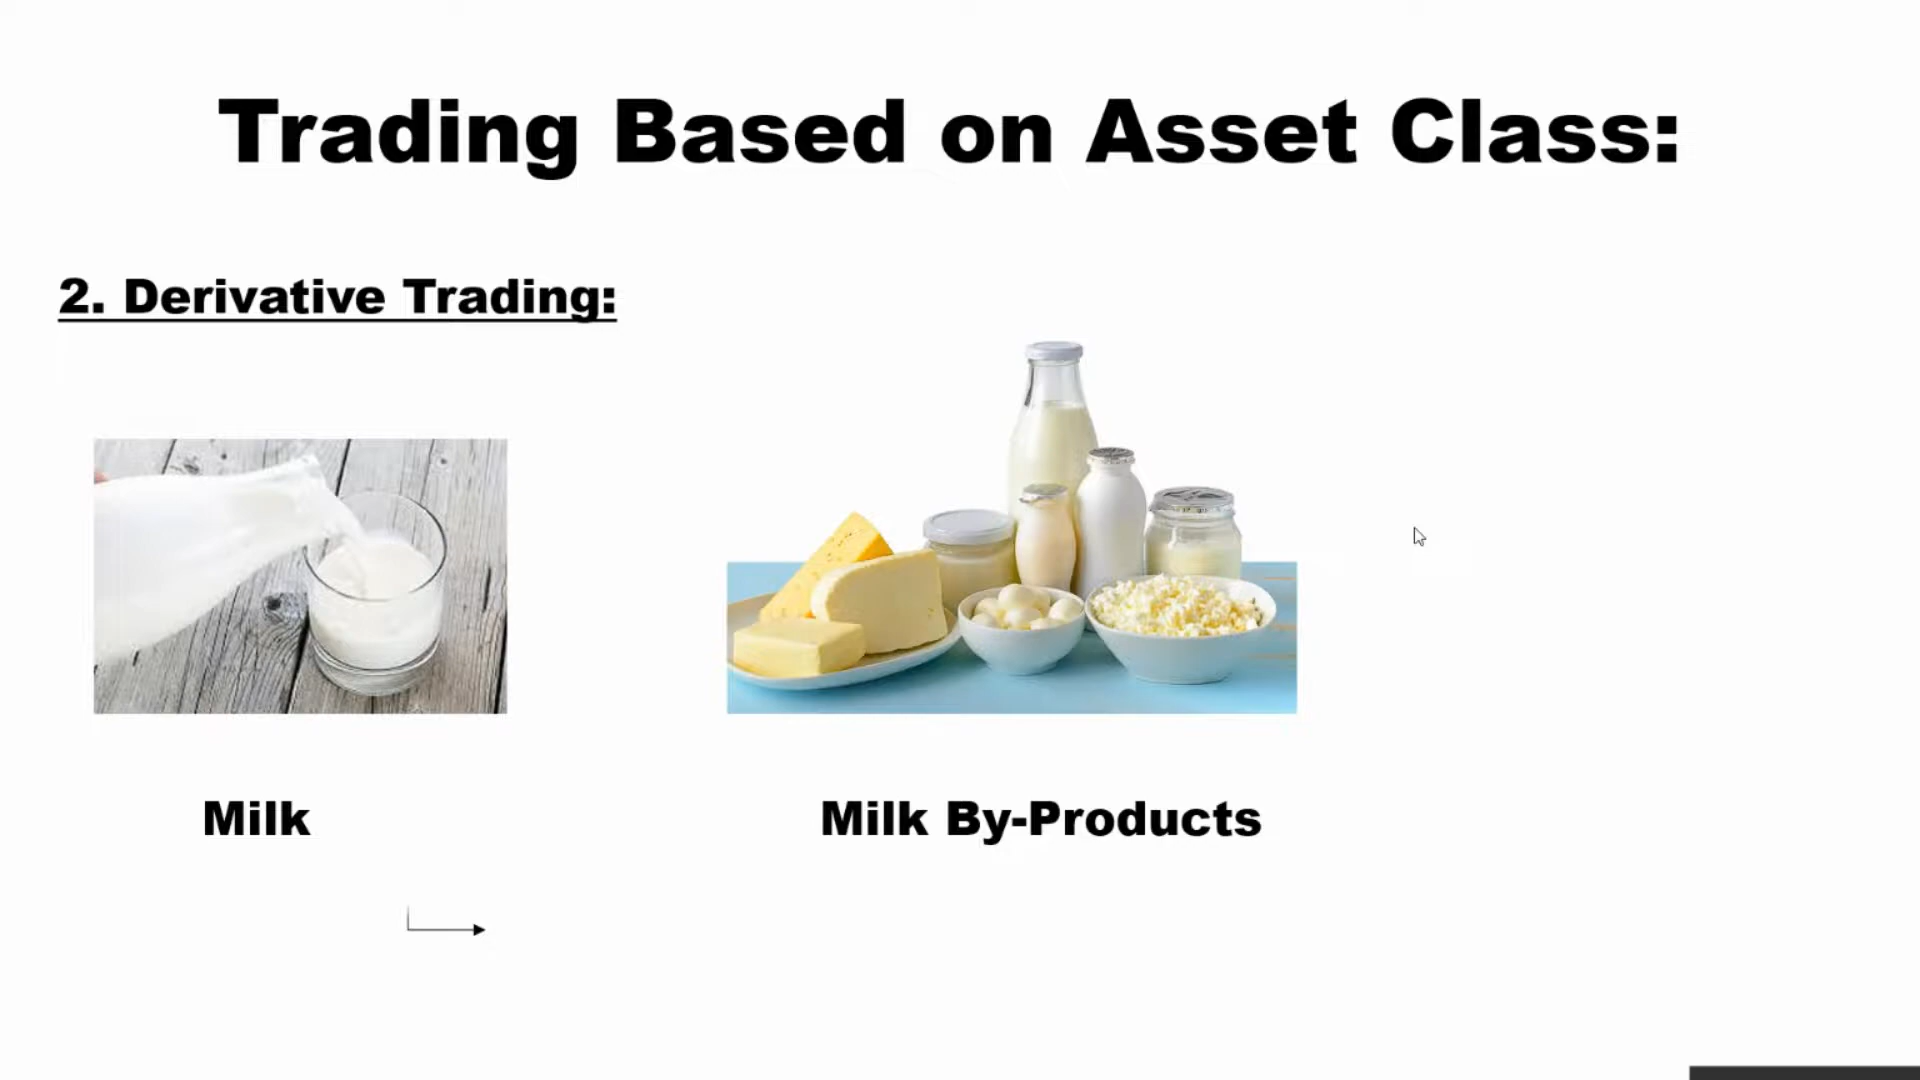 Trading Based on Asset Class:
2. Derivative Trading:
Milk
Milk By-Products